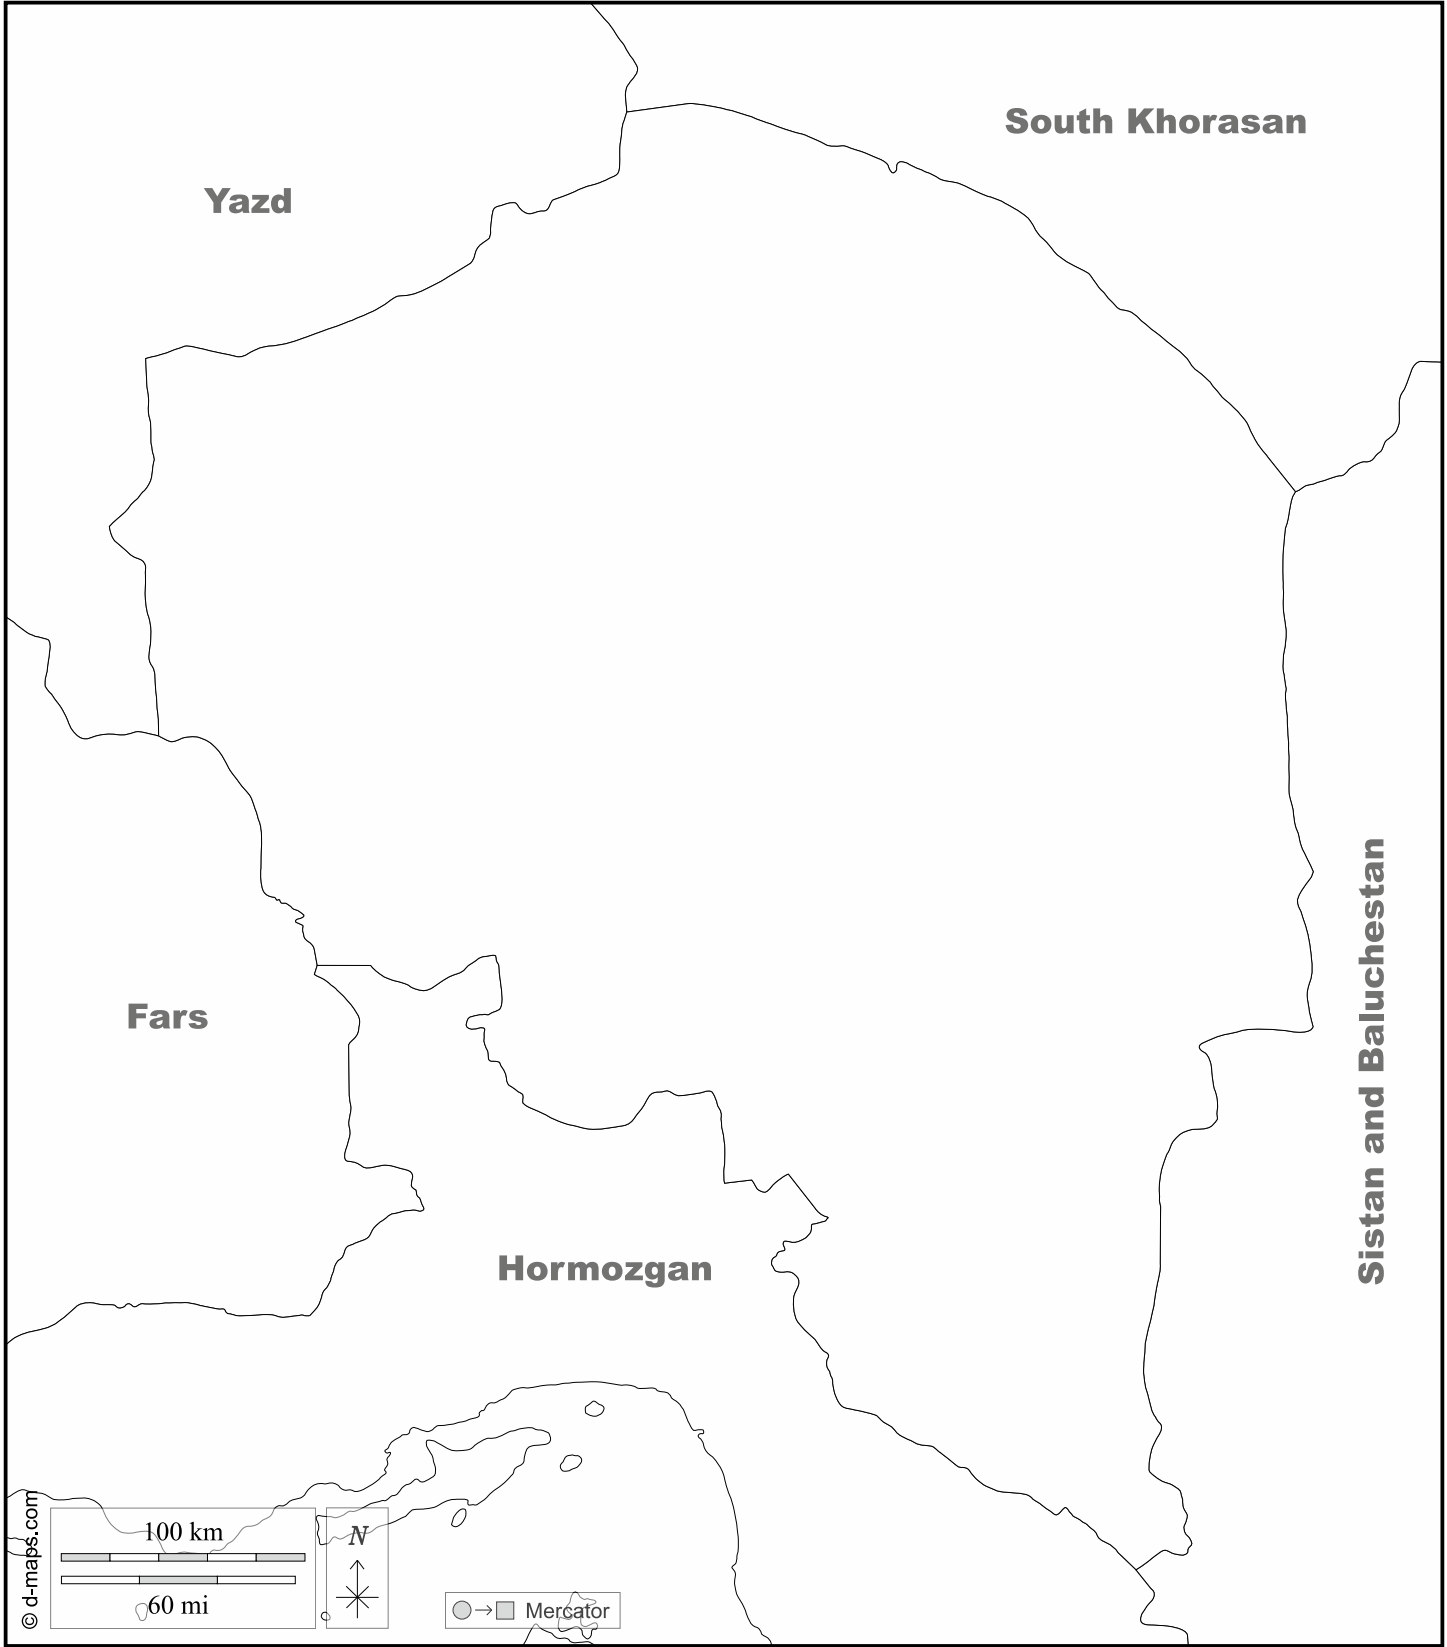 South Khorasan
Yazd
Sistan and Baluchestan
Fars
Hormozgan
© d-maps.com
100 km
60 mi
N
Mercator